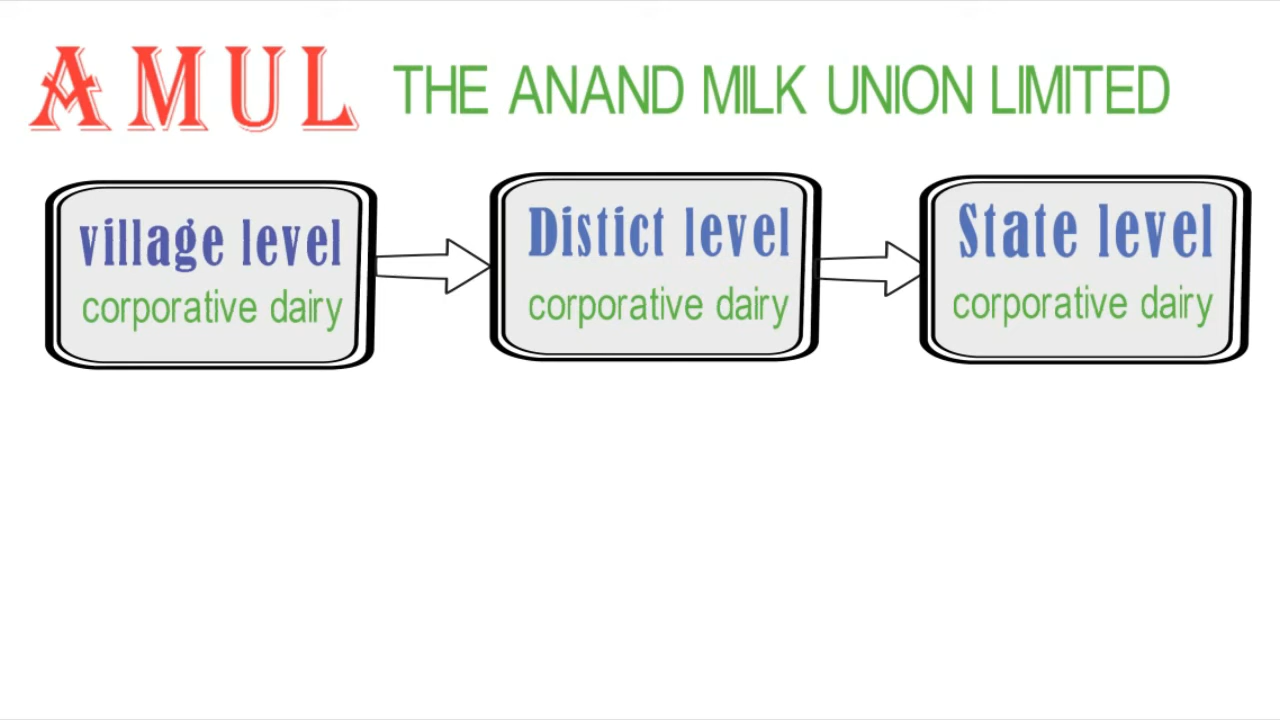 AMUL THE ANAND MILK UNION LIMITED
village level
corporative dairy
Distict level
corporative dairy
State level
corporative dairy